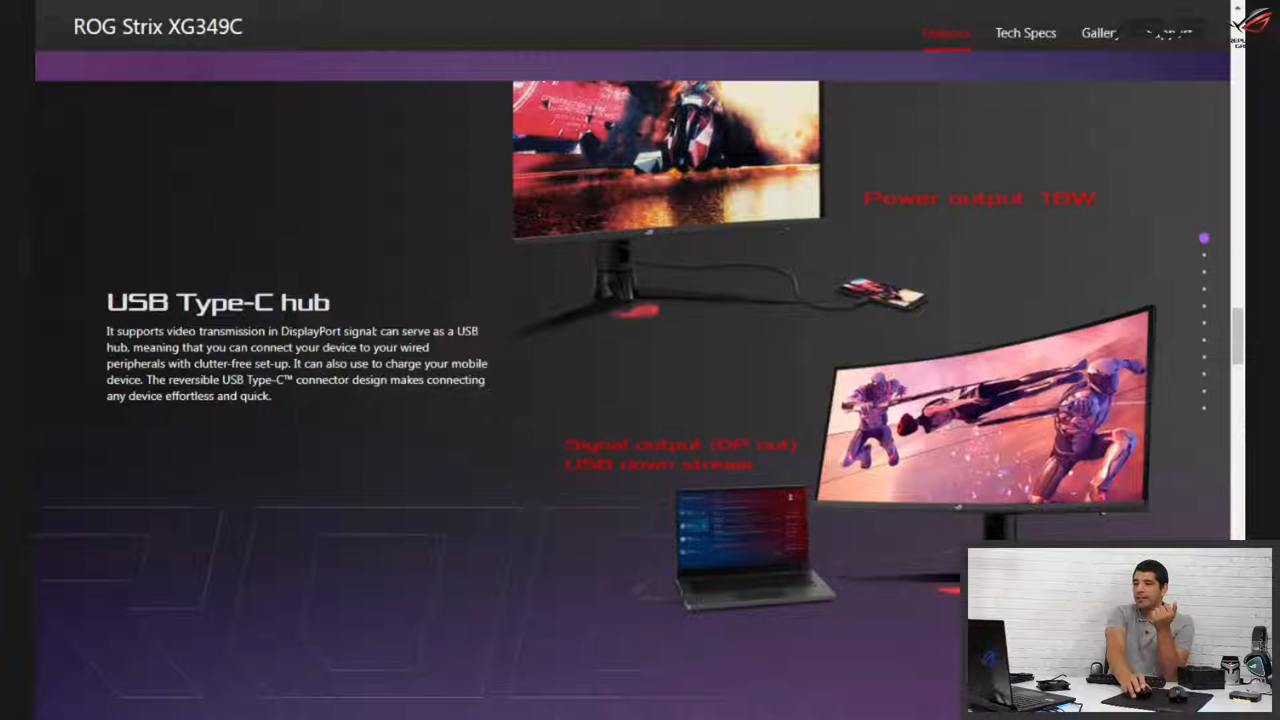 ROG Strix XG349C
Features
Tech Specs
Gallery
Support
Power output 18W
USB Type-C hub
It supports video transmission in DisplayPort signal; can serve as a USB
hub, meaning that you can connect your device to your wired
peripherals with clutter-free set-up. It can also use to charge your mobile
device. The reversible USB Type-C™ connector design makes connecting
any device effortless and quick.
Signal output (DP out)
USB down stream